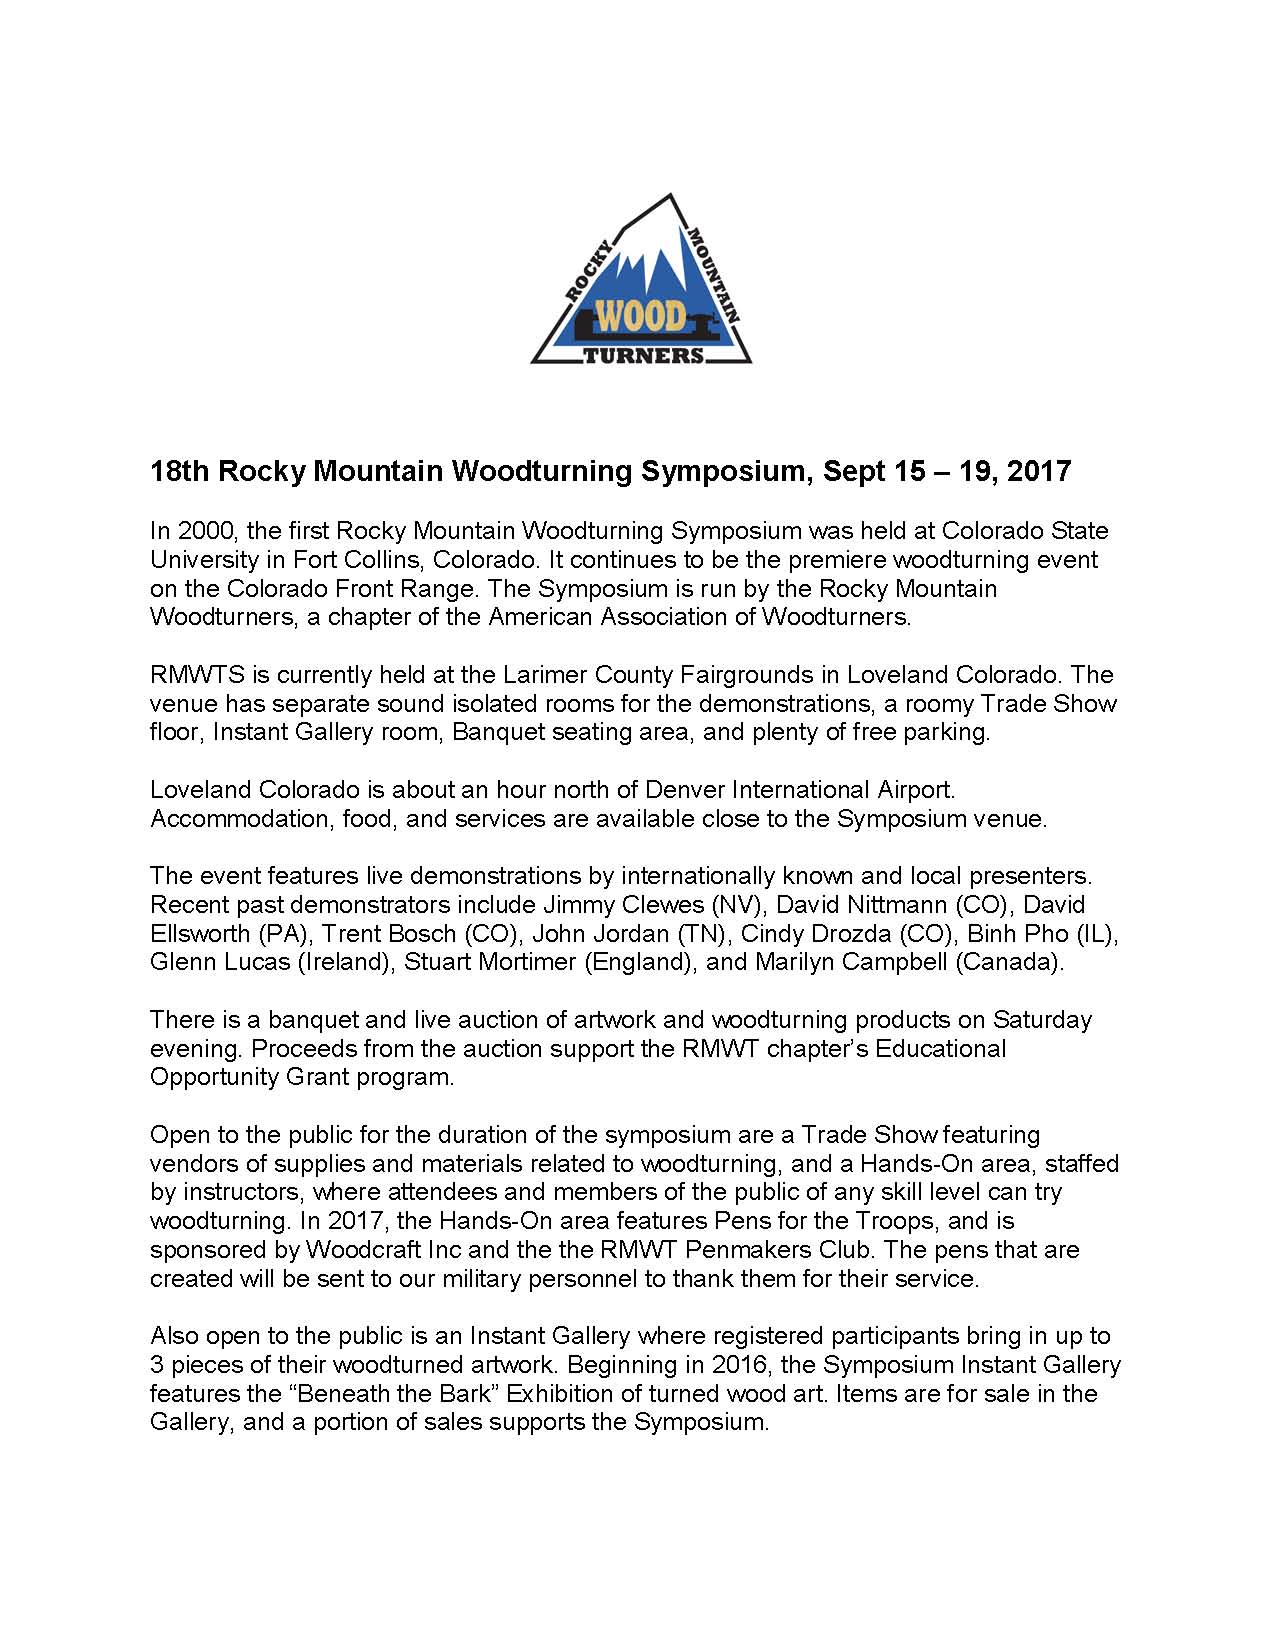 ROCKY MOUNTAIN
WOOD
TURNERS
18th Rocky Mountain Woodturning Symposium, Sept 15 – 19, 2017
In 2000, the first Rocky Mountain Woodturning Symposium was held at Colorado State
University in Fort Collins, Colorado. It continues to be the premiere woodturning event
on the Colorado Front Range. The Symposium is run by the Rocky Mountain
Woodturners, a chapter of the American Association of Woodturners.
RMWTS is currently held at the Larimer County Fairgrounds in Loveland Colorado. The
venue has separate sound isolated rooms for the demonstrations, a roomy Trade Show
floor, Instant Gallery room, Banquet seating area, and plenty of free parking.
Loveland Colorado is about an hour north of Denver International Airport.
Accommodation, food, and services are available close to the Symposium venue.
The event features live demonstrations by internationally known and local presenters.
Recent past demonstrators include Jimmy Clewes (NV), David Nittmann (CO), David
Ellsworth (PA), Trent Bosch (CO), John Jordan (TN), Cindy Drozda (CO), Binh Pho (IL),
Glenn Lucas (Ireland), Stuart Mortimer (England), and Marilyn Campbell (Canada).
There is a banquet and live auction of artwork and woodturning products on Saturday
evening. Proceeds from the auction support the RMWT chapter’s Educational
Opportunity Grant program.
Open to the public for the duration of the symposium are a Trade Show featuring
vendors of supplies and materials related to woodturning, and a Hands-On area, staffed
by instructors, where attendees and members of the public of any skill level can try
woodturning. In 2017, the Hands-On area features Pens for the Troops, and is
sponsored by Woodcraft Inc and the the RMWT Penmakers Club. The pens that are
created will be sent to our military personnel to thank them for their service.
Also open to the public is an Instant Gallery where registered participants bring in up to
3 pieces of their woodturned artwork. Beginning in 2016, the Symposium Instant Gallery
features the “Beneath the Bark” Exhibition of turned wood art. Items are for sale in the
Gallery, and a portion of sales supports the Symposium.